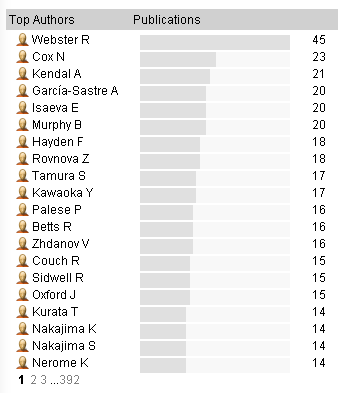 Top Authors Publications
Webster R 45
Cox N 23
Kendal A 21
García-Sastre A 20
Isaeva E 20
Murphy B 20
Hayden F 18
Rovnova Z 18
Tamura S 17
Kawaoka Y 17
Palese P 16
Betts R 16
Zhdanov V 16
Couch R 15
Sidwell R 15
Oxford J 15
Kurata T 14
Nakajima K 14
Nakajima S 14
Nerome K 14
1 2 3 ...392